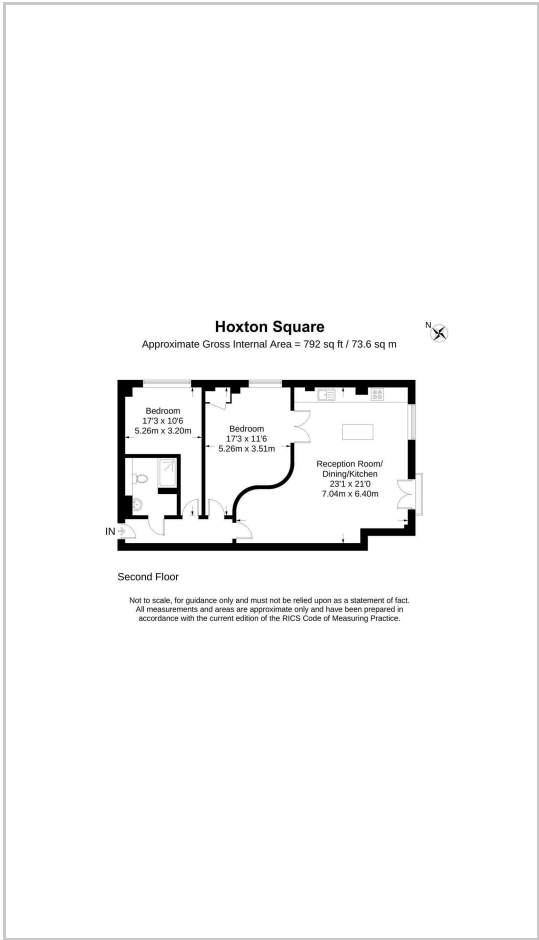 Hoxton Square
Approximate Gross Internal Area = 792 sq ft / 73.6 sq m
N
Bedroom
17'3 x 10'6
5.26m x 3.20m
Bedroom
17'3 x 11'6
5.26m x 3.51m
Reception Room/
Dining/Kitchen
23'1 x 21'0
7.04m x 6.40m
IN
Second Floor
Not to scale, for guidance only and must not be relied upon as a statement of fact.
All measurements and areas are approximate only and have been prepared in
accordance with the current edition of the RICS Code of Measuring Practice.